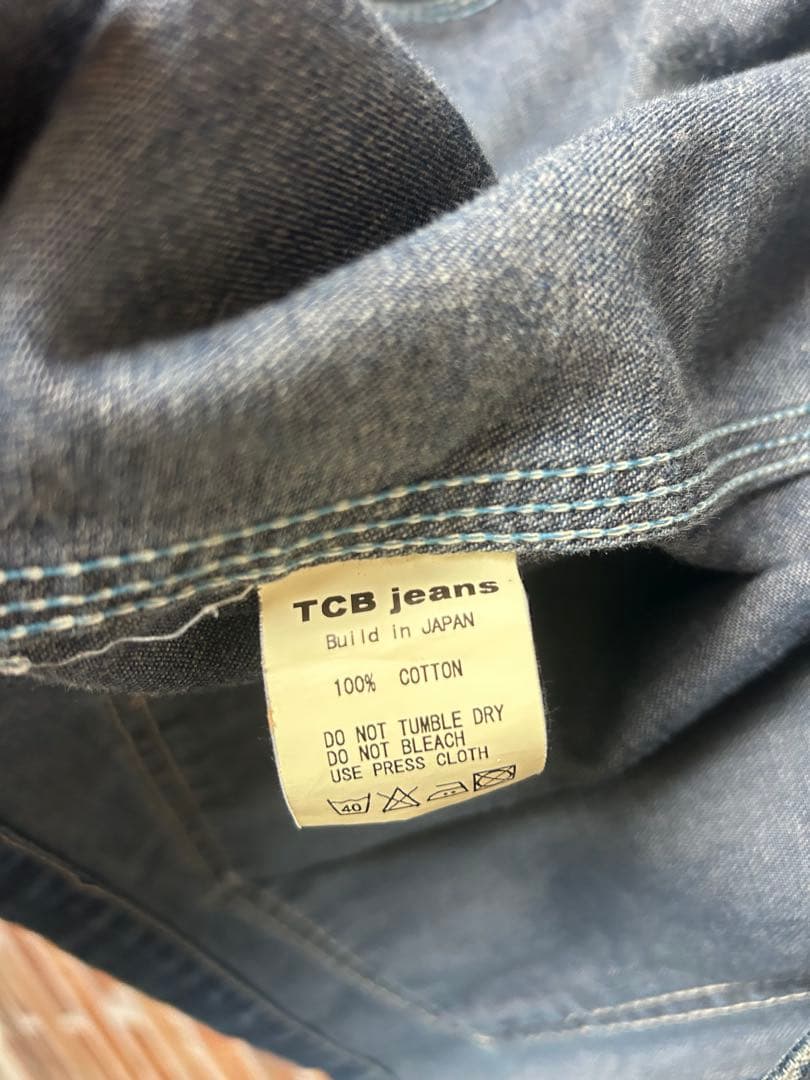 TCB jeans
Build in JAPAN
100% COTTON
DO NOT TUMBLE DRY
DO NOT BLEACH
USE PRESS CLOTH
40